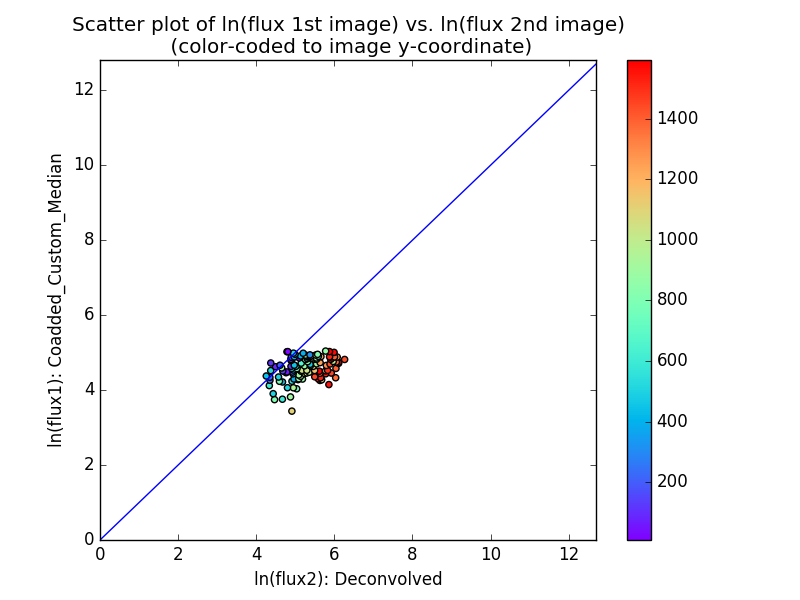 Scatter plot of ln(flux 1st image) vs. ln(flux 2nd image)
(color-coded to image y-coordinate)
ln(flux1): Coadded_Custom_Median
12
10
8
6
4
2
0
0 2 4 6 8 10 12
ln(flux2): Deconvolved
1400
1200
1000
800
600
400
200